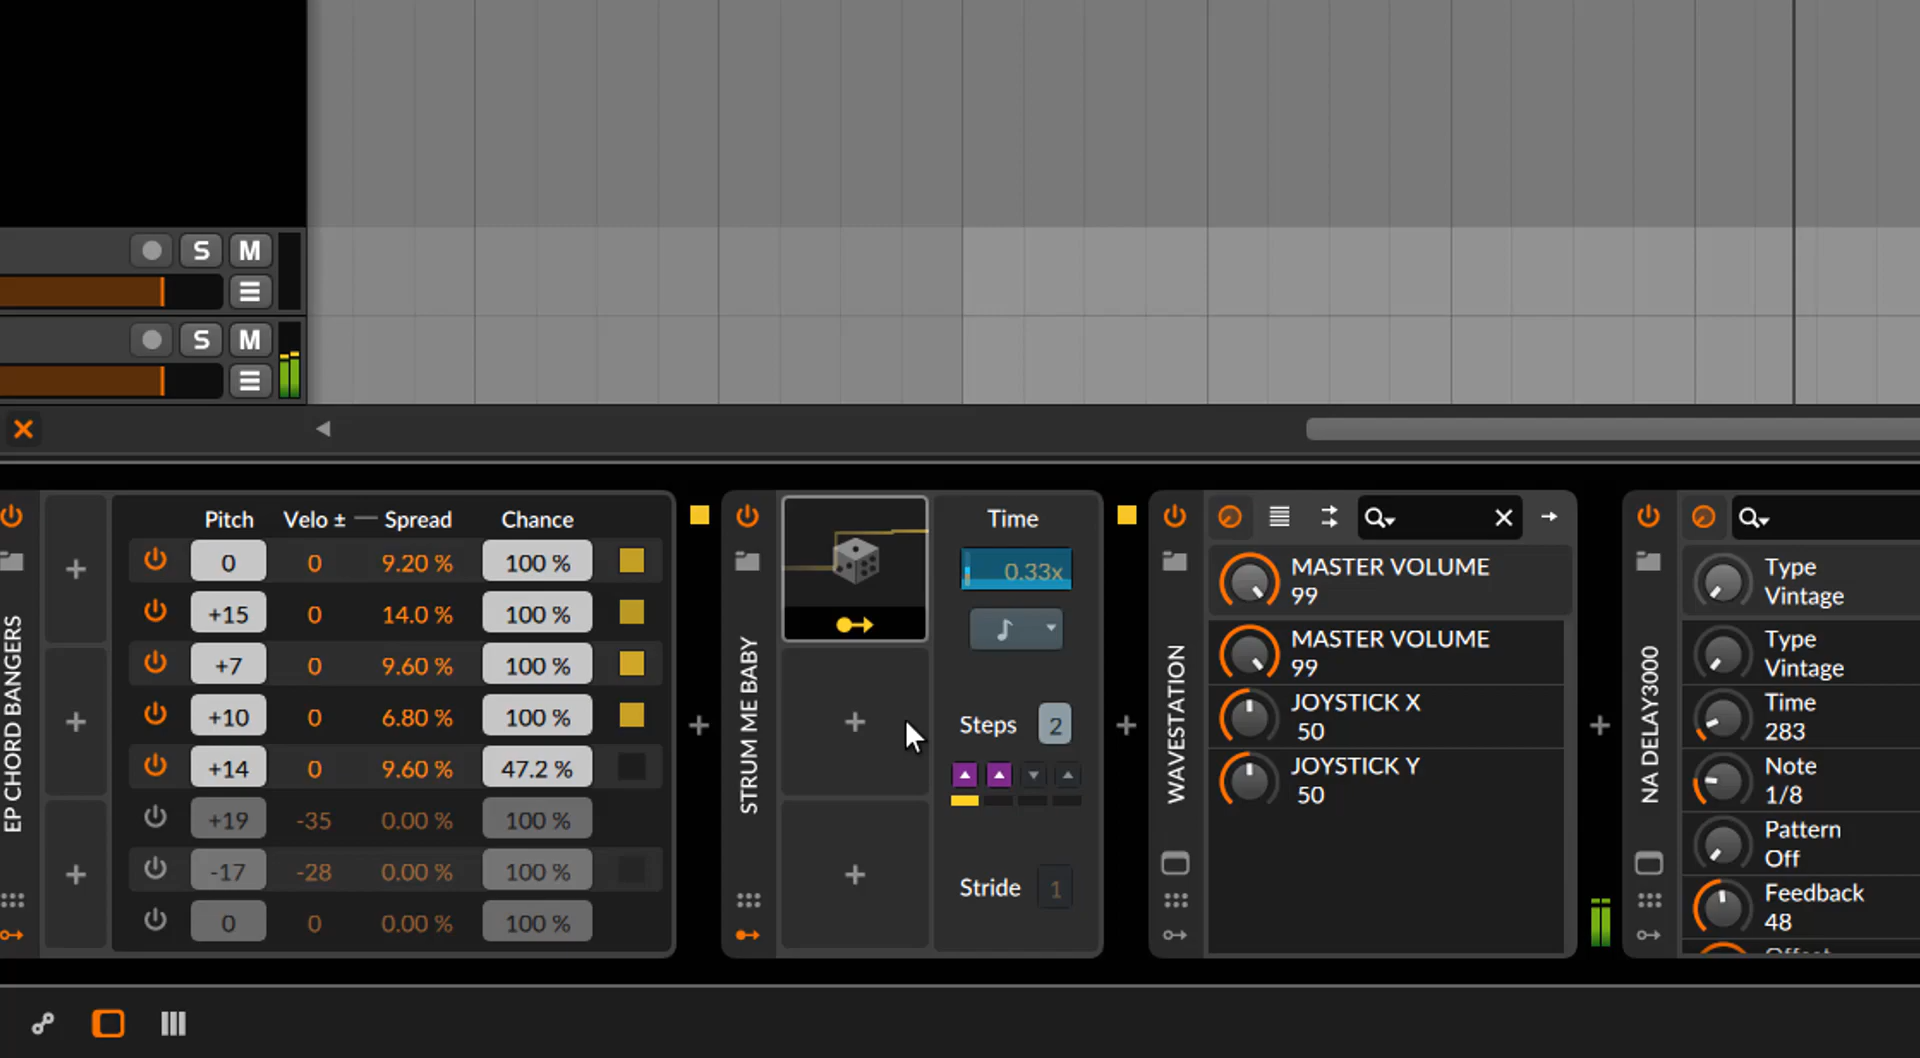 S M
S M
EP CHORD BANGERS
Pitch Velo ± Spread Chance
0 0 9.20 % 100 %
+15 0 14.0 % 100 %
+7 0 9.60 % 100 %
+10 0 6.80 % 100 %
+14 0 9.60 % 47.2 %
+19 -35 0.00 % 100 %
-17 -28 0.00 % 100 %
0 0 0.00 % 100 %
STRUM ME BABY
Time
0.33x
Steps 2
Stride 1
WAVESTATION
MASTER VOLUME
99
MASTER VOLUME
99
JOYSTICK X
50
JOYSTICK Y
50
NA DELAY3000
Type
Vintage
Type
Vintage
Time
283
Note
1/8
Pattern
Off
Feedback
48